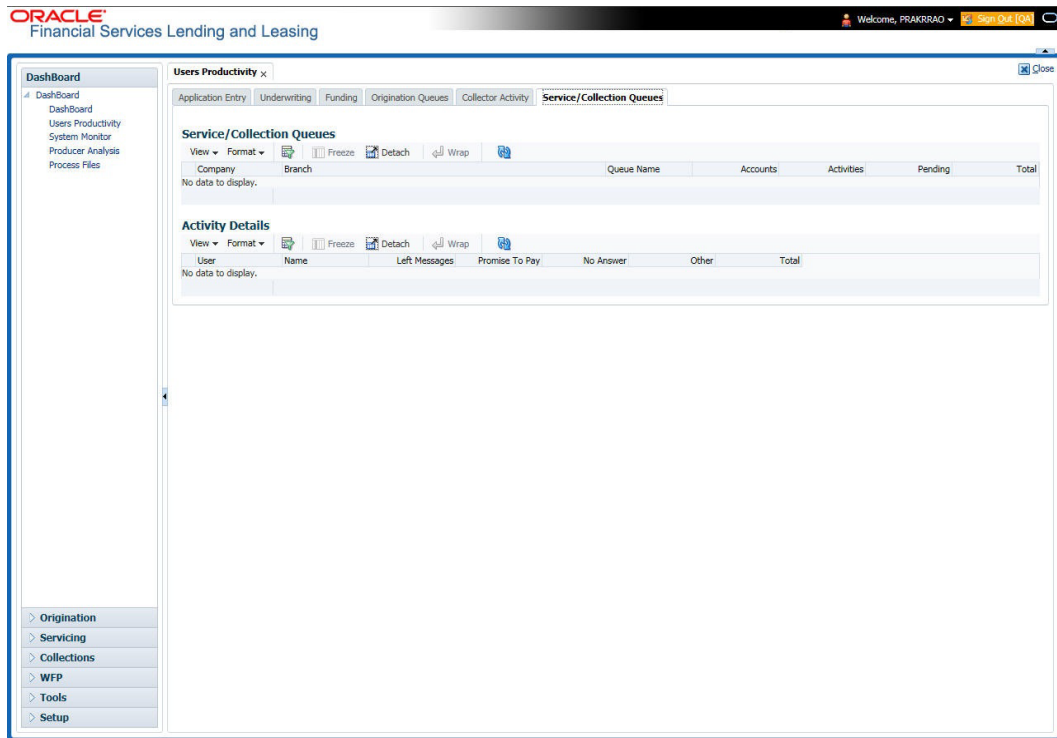 ORACLE
Financial Services Lending and Leasing
Welcome, PRAKRRAO
Sign Out [QA]
DashBoard
DashBoard
DashBoard
Users Productivity
System Monitor
Producer Analysis
Process Files
Origination
Servicing
Collections
WFP
Tools
Setup
Users Productivity
Close
Application Entry Underwriting Funding Origination Queues Collector Activity Service/Collection Queues
Service/Collection Queues
View Format Freeze Detach Wrap
Company Branch Queue Name Accounts Activities Pending Total
No data to display.
Activity Details
View Format Freeze Detach Wrap
User Name Left Messages Promise To Pay No Answer Other Total
No data to display.